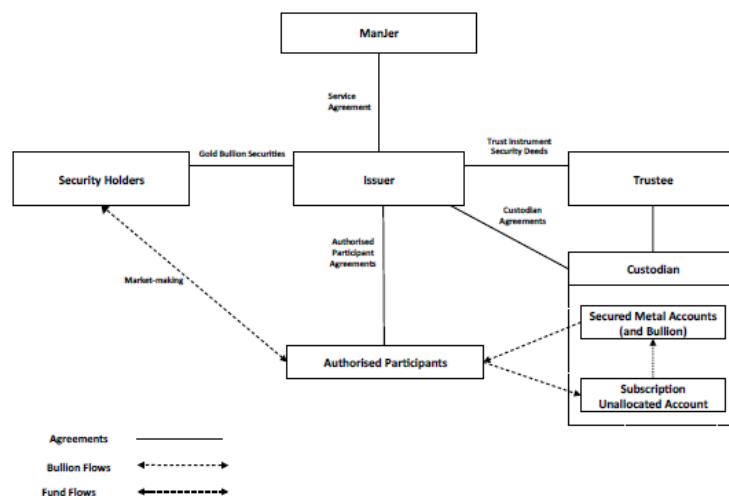 ManJer
Service
Agreement
Gold Bullion Securities
Trust Instrument
Security Deeds
Security Holders
Issuer
Trustee
Custodian
Agreements
Authorised
Participant
Agreements
Custodian
Market-making
Secured Metal Accounts
(and Bullion)
Authorised Participants
Subscription
Unallocated Account
Agreements
Bullion Flows
Fund Flows